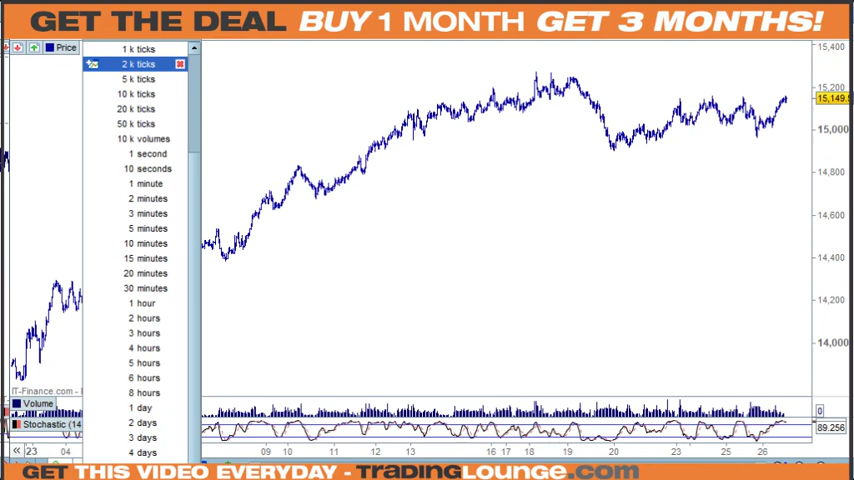 GET THE DEAL BUY 1 MONTH GET 3 MONTHS!
Price
1 k ticks
2 k ticks
5 k ticks
10 k ticks
20 k ticks
50 k ticks
10 k volumes
1 second
10 seconds
1 minute
2 minutes
3 minutes
5 minutes
10 minutes
15 minutes
20 minutes
30 minutes
1 hour
2 hours
3 hours
4 hours
5 hours
6 hours
8 hours
1 day
2 days
3 days
4 days
15,400
15,200
15,149.
15,000
14,800
14,600
14,400
14,200
14,000
IT-Finance.com -
Volume
0
Stochastic (14
89.256
23 04 09 10 11 12 13 16 17 18 19 20 23 24 25 26
GET THIS VIDEO EVERYDAY - TradingLounge.com